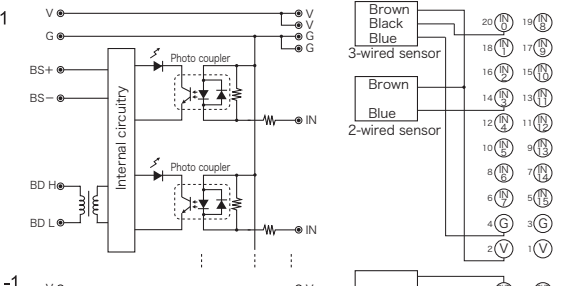 1
V V
V
G G
G
BS+
BS−
Internal circuitry
Photo coupler
IN
Photo coupler
BD H
BD L
IN
Brown
Black
Blue
3-wired sensor
Brown
Blue
2-wired sensor
20 IN 0 19 IN 8
18 IN 1 17 IN 9
16 IN 2 15 IN 10
14 IN 3 13 IN 11
12 IN 4 11 IN 12
10 IN 5 9 IN 13
8 IN 6 7 IN 14
6 IN 7 5 IN 15
4 G 3 G
2 V 1 V
-1